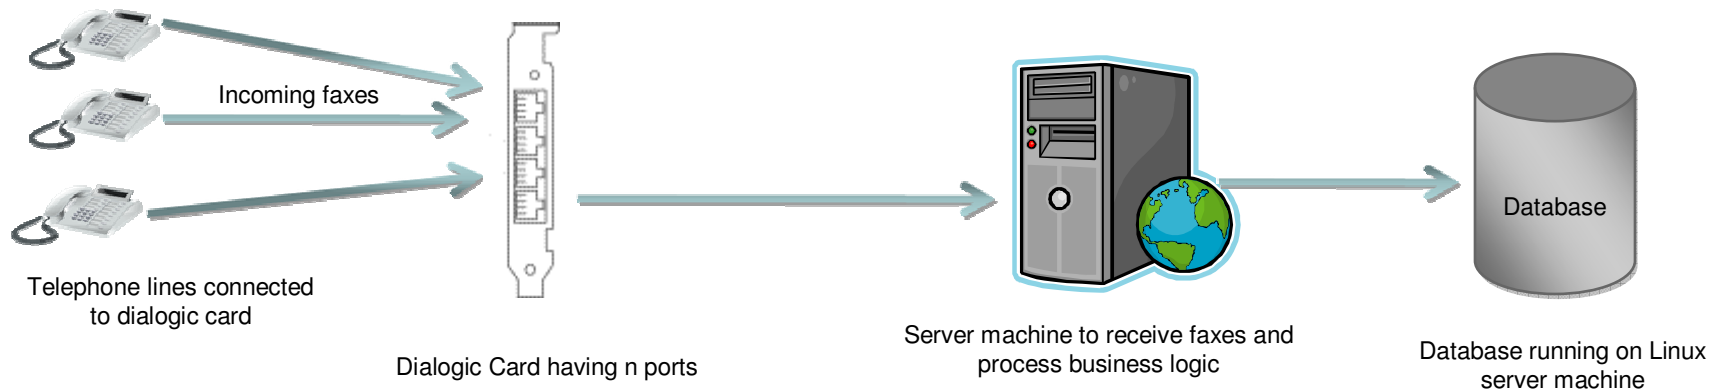 Incoming faxes
Telephone lines connected
to dialogic card
Dialogic Card having n ports
Server machine to receive faxes and
process business logic
Database
Database running on Linux
server machine